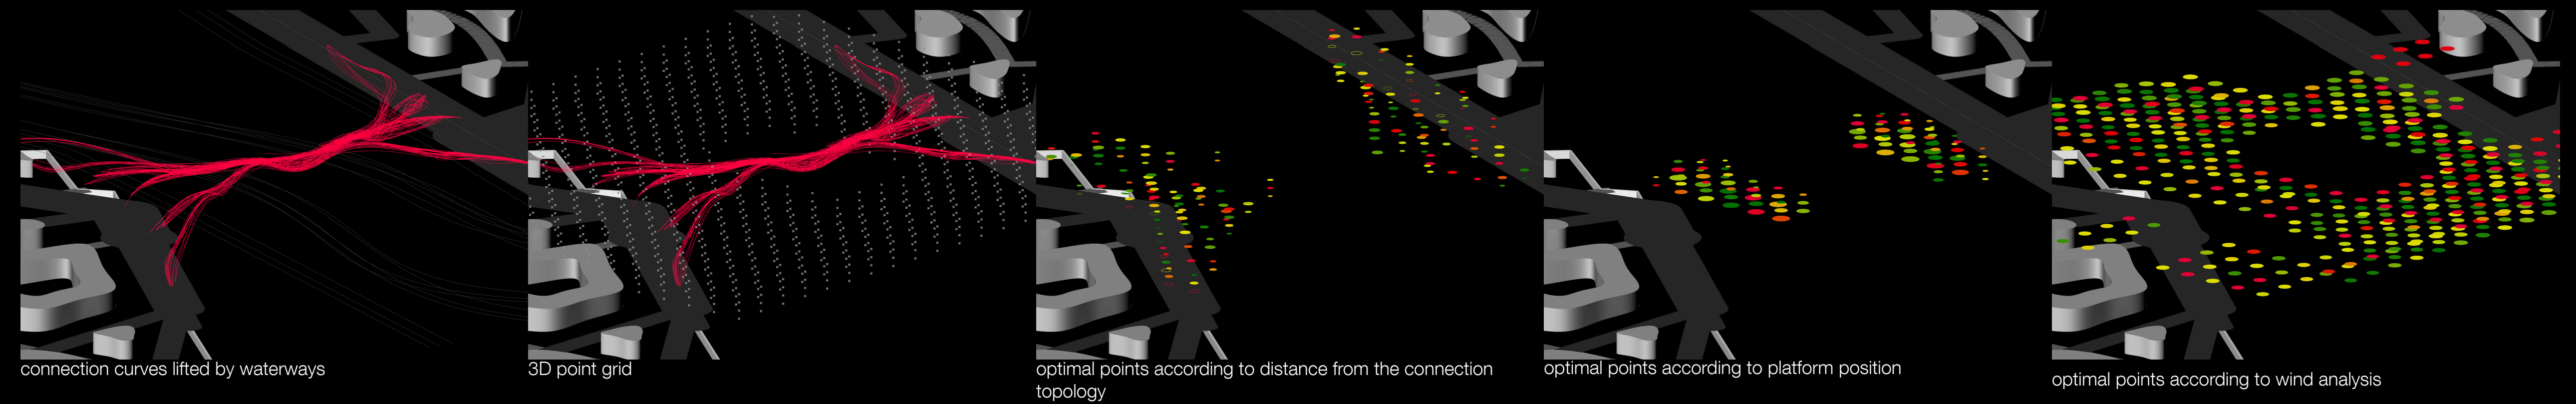 connection curves lifted by waterways
3D point grid
optimal points according to distance from the connection
topology
optimal points according to platform position
optimal points according to wind analysis